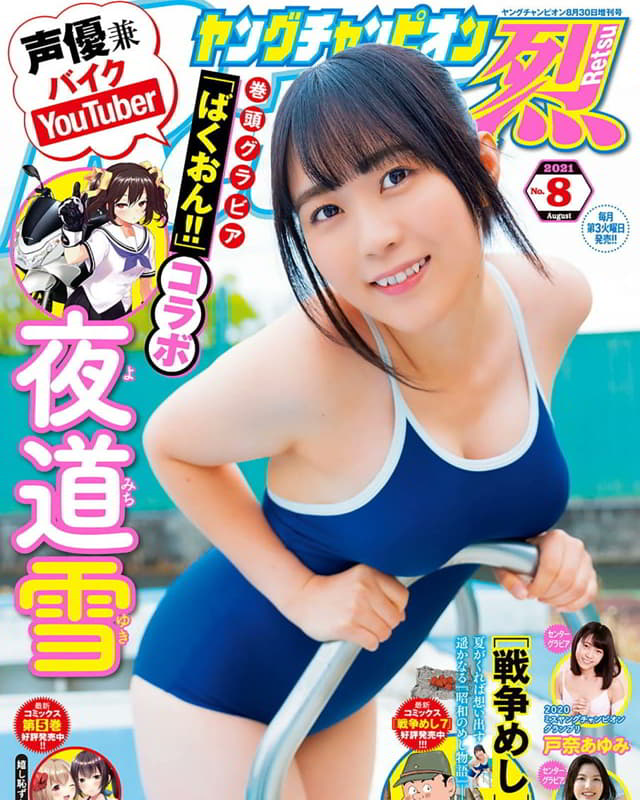 ヤングチャンピオン8月30日増刊号
ヤングチャンピオン
烈
Retsu
声優兼
バイク
YouTuber
巻頭グラビア
「ばくおん!!」
コラボ
2021
No.8
August
毎月
第3火曜日
発売!!
夜道雪
よみちゆき
最新
コミックス
第13巻
好評発売中!!
嬉し恥ず
夏がくれば想い出す
遥かなる「昭和のめし物語」
[戦争めし]
最新
コミックス
「戦争めし7」
好評発売中
!!!
センター
グラビア
2020
ミスヤングチャンピオン
グランプリ
戸奈あゆみ
センター
グラビア